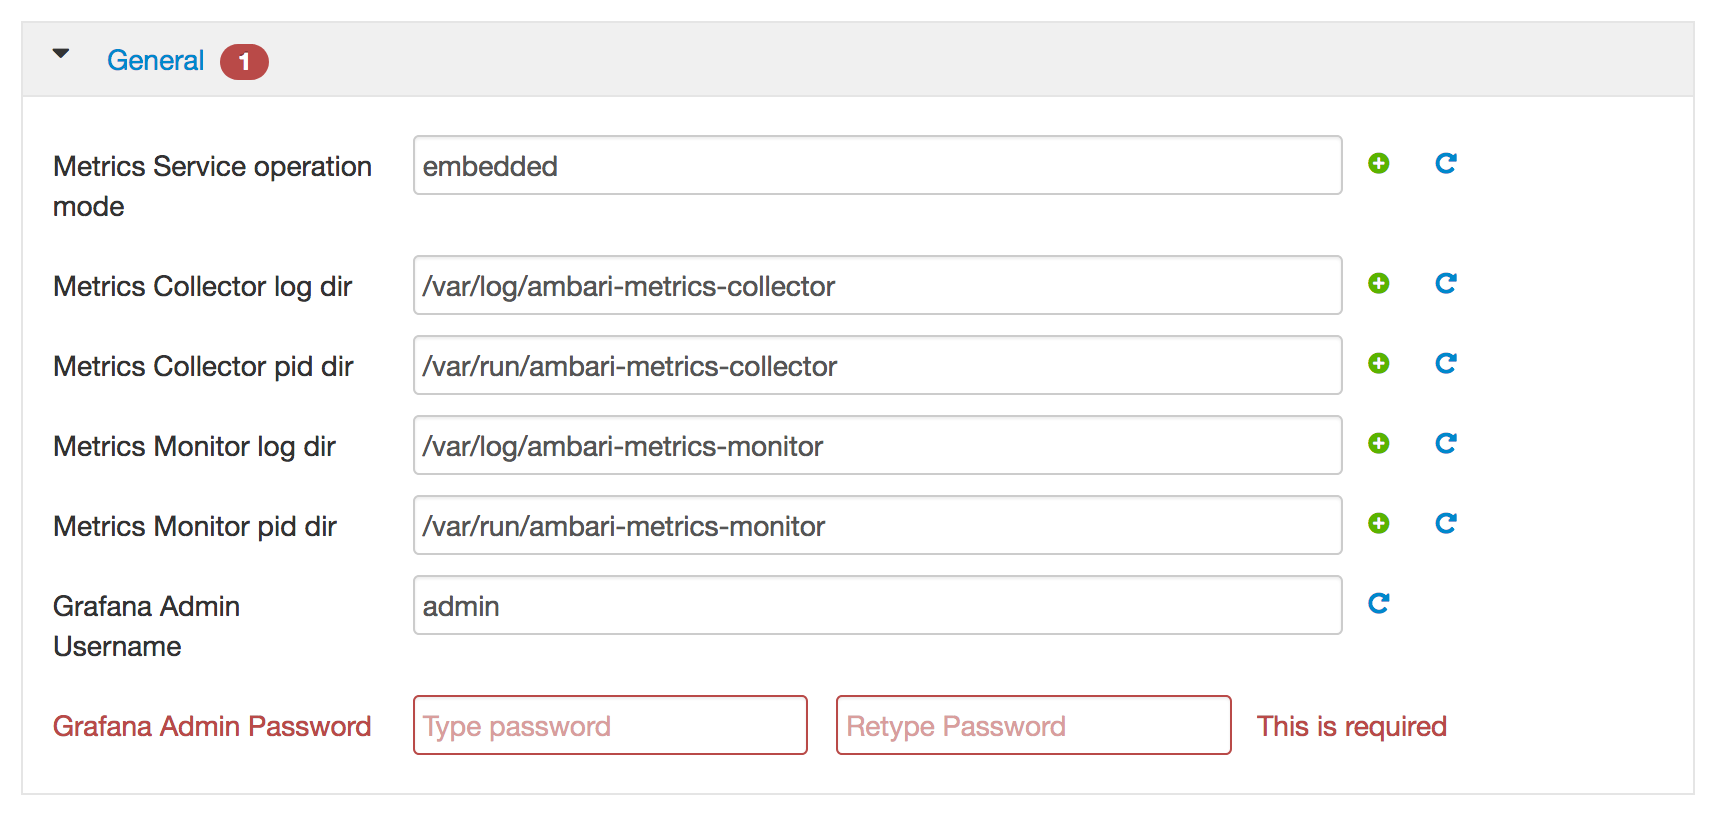 General 1
Metrics Service operation
mode
embedded
Metrics Collector log dir
/var/log/ambari-metrics-collector
Metrics Collector pid dir
/var/run/ambari-metrics-collector
Metrics Monitor log dir
/var/log/ambari-metrics-monitor
Metrics Monitor pid dir
/var/run/ambari-metrics-monitor
Grafana Admin
Username
admin
Grafana Admin Password
Type password
Retype Password
This is required